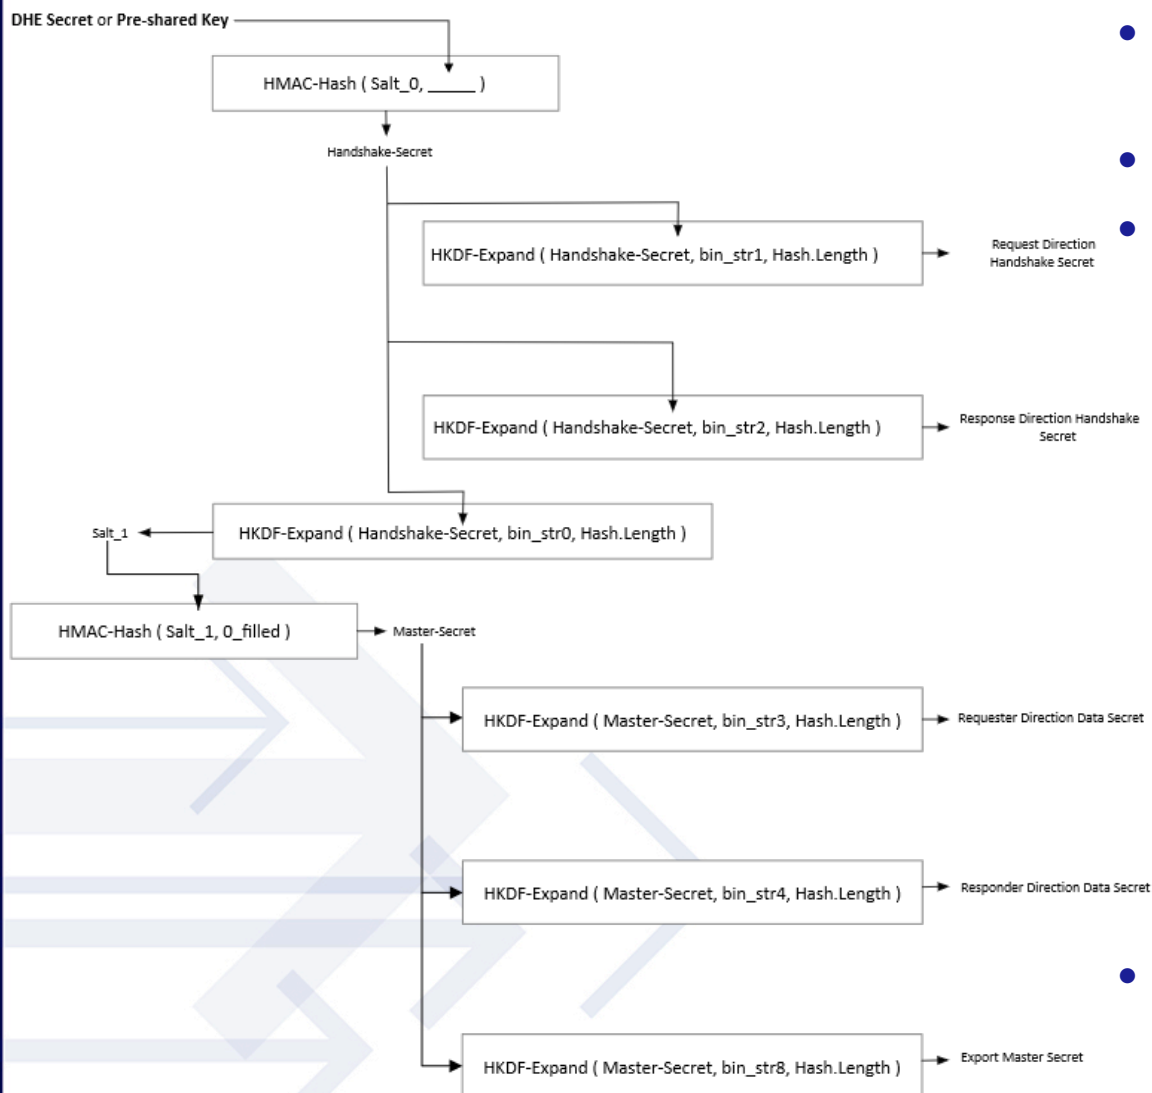 DHE Secret or Pre-shared Key
HMAC-Hash ( Salt_0, _____ )
Handshake-Secret
HKDF-Expand ( Handshake-Secret, bin_str1, Hash.Length )
Request Direction
Handshake Secret
HKDF-Expand ( Handshake-Secret, bin_str2, Hash.Length )
Response Direction Handshake
Secret
Salt_1
HKDF-Expand ( Handshake-Secret, bin_str0, Hash.Length )
HMAC-Hash ( Salt_1, 0_filled )
Master-Secret
HKDF-Expand ( Master-Secret, bin_str3, Hash.Length )
Requester Direction Data Secret
HKDF-Expand ( Master-Secret, bin_str4, Hash.Length )
Responder Direction Data Secret
HKDF-Expand ( Master-Secret, bin_str8, Hash.Length )
Export Master Secret